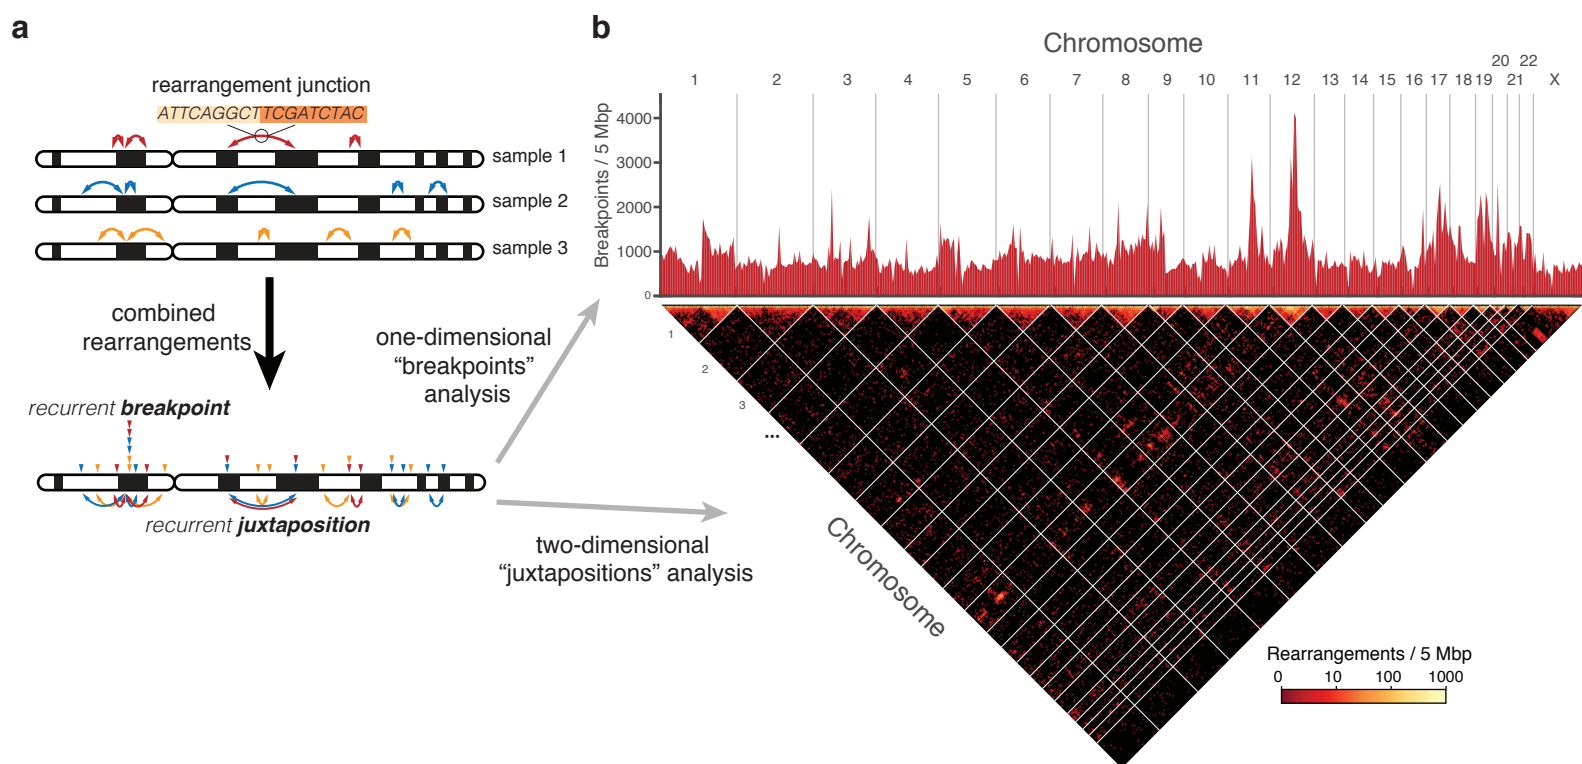 a
rearrangement junction
ATTCAGGCTTCGATCTAC
sample 1
sample 2
sample 3
combined
rearrangements
one-dimensional
“breakpoints”
analysis
recurrent breakpoint
recurrent juxtaposition
two-dimensional
“juxtapositions” analysis
b
Chromosome
1 2 3 4 5 6 7 8 9 10 11 12 13 14 15 16 17 18 19 20 21 22 X
Breakpoints / 5 Mbp
4000
3000
2000
1000
0
1
2
3
...
Chromosome
Rearrangements / 5 Mbp
0 10 100 1000